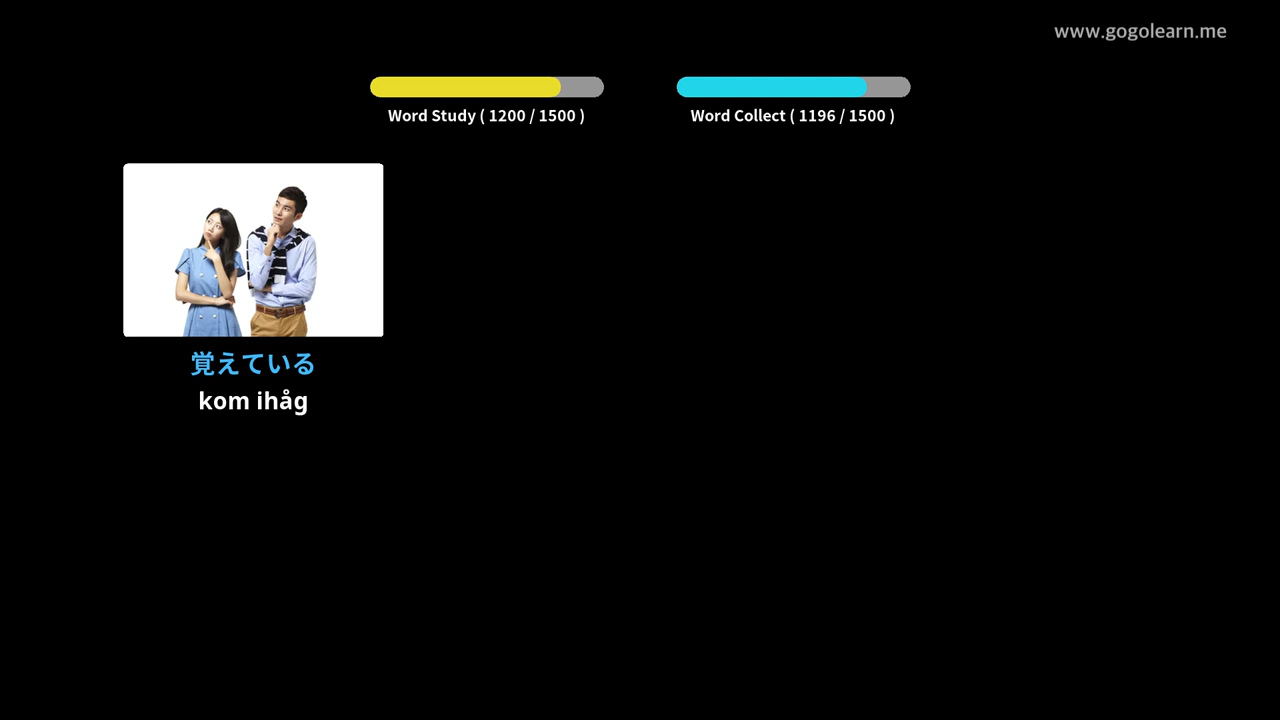 www.gogolearn.me
Word Study ( 1200 / 1500 )
Word Collect ( 1196 / 1500 )
覚えている
kom ihåg